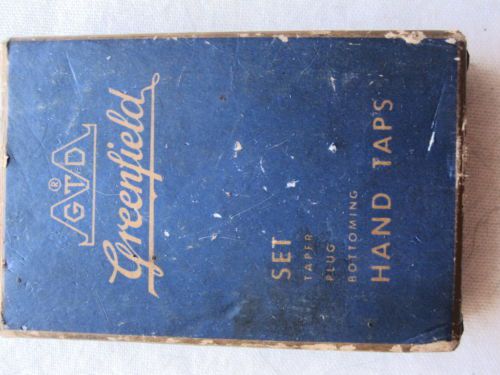 GTD®
Greenfield
SET
TAPER
PLUG
BOTTOMING
HAND TAPS